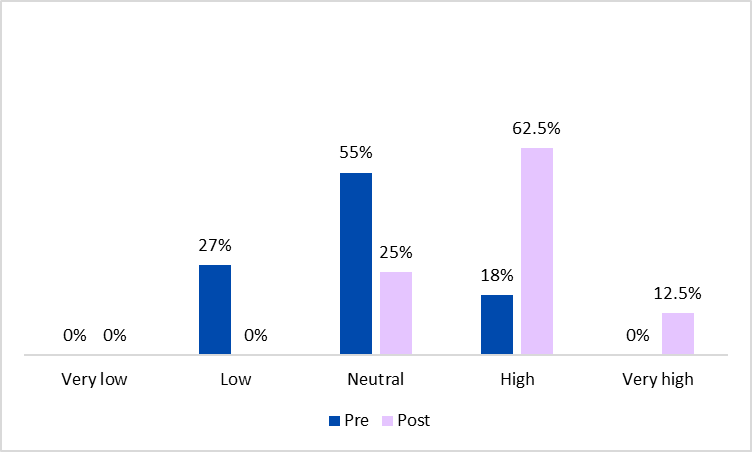 62.5%
55%
27%
25%
18%
12.5%
0% 0% 0% 0%
Very low Low Neutral High Very high
Pre Post